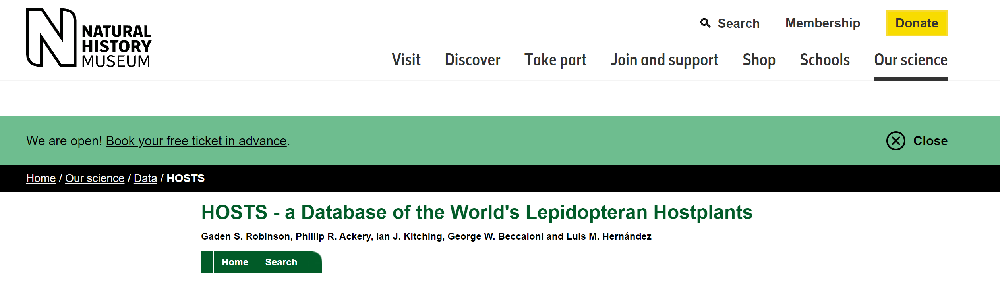 NATURAL
HISTORY
MUSEUM
Search Membership Donate
Visit Discover Take part Join and support Shop Schools Our science
We are open! Book your free ticket in advance.
Close
Home / Our science / Data / HOSTS
HOSTS - a Database of the World's Lepidopteran Hostplants
Gaden S. Robinson, Phillip R. Ackery, Ian J. Kitching, George W. Beccaloni and Luis M. Hernández
Home Search